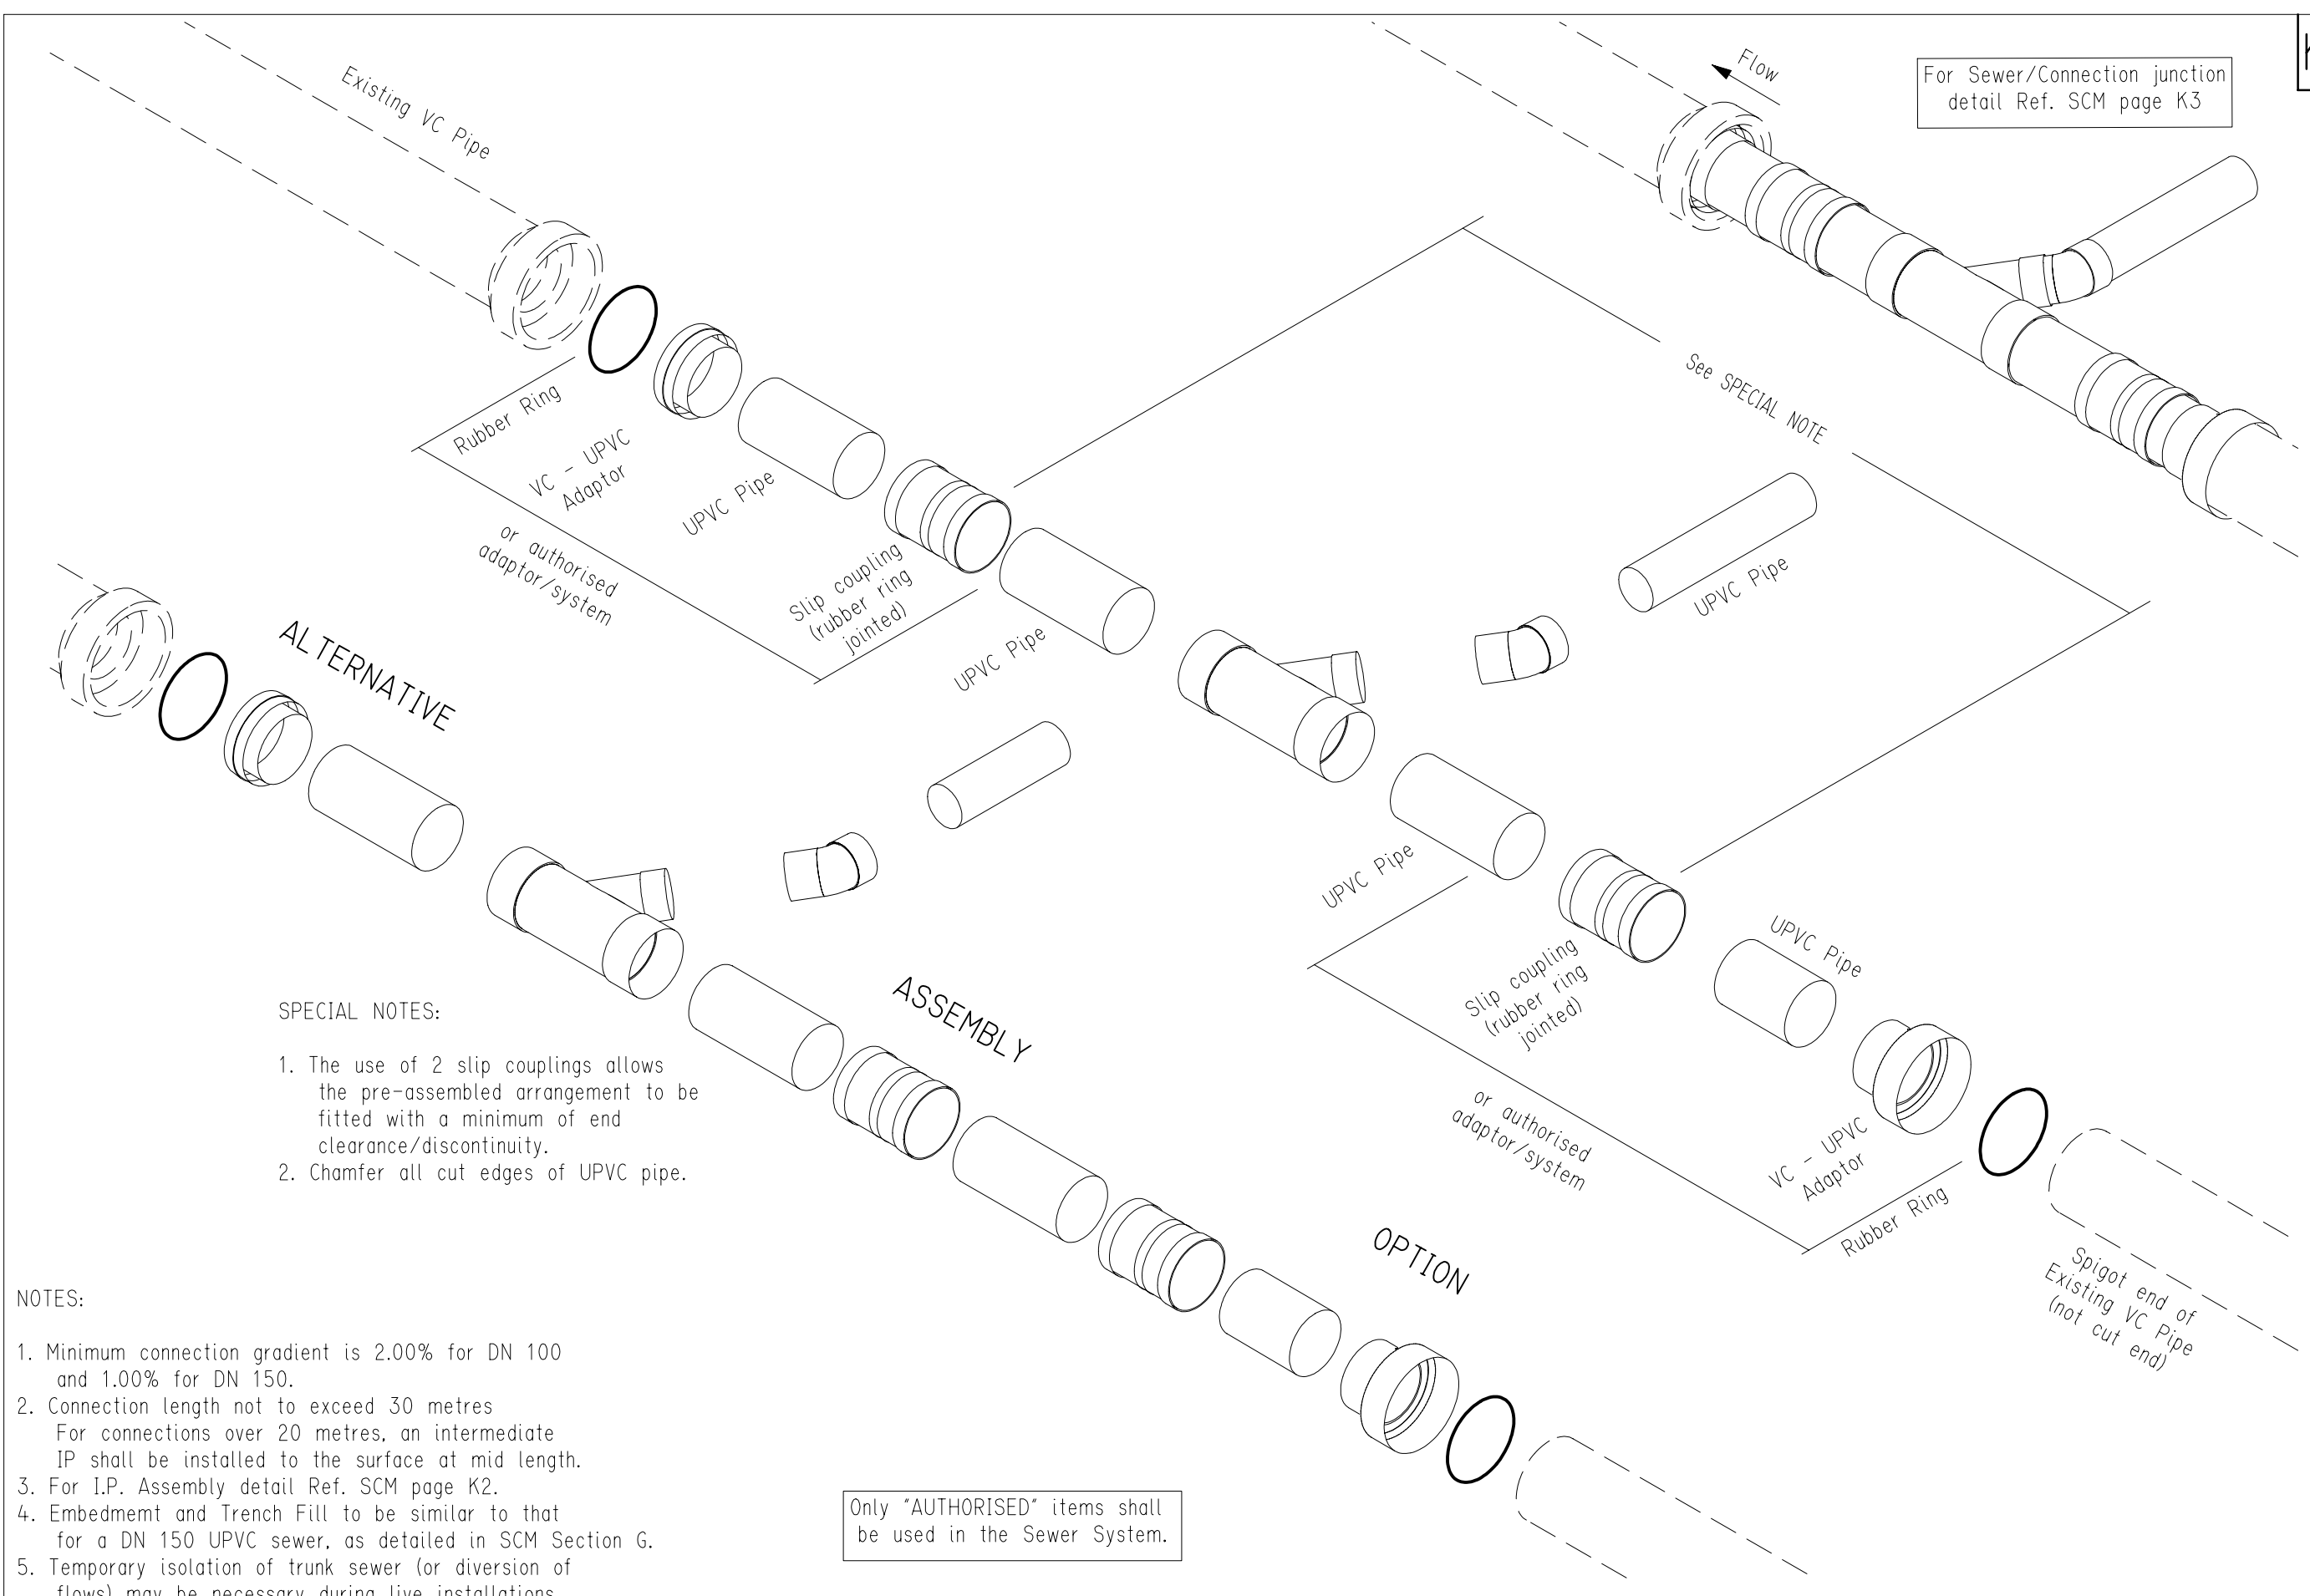 Existing VC Pipe
Flow
For Sewer/Connection junction
detail Ref. SCM page K3
See SPECIAL NOTE
Rubber Ring
VC - UPVC
Adaptor
UPVC Pipe
or authorised
adaptor/system
Slip coupling
(rubber ring
jointed)
UPVC Pipe
UPVC Pipe
ALTERNATIVE
UPVC Pipe
Slip coupling
(rubber ring
jointed)
UPVC Pipe
or authorised
adaptor/system
VC - UPVC
Adaptor
Rubber Ring
Spigot end of
Existing VC Pipe
(not cut end)
ASSEMBLY
OPTION
SPECIAL NOTES:
1. The use of 2 slip couplings allows
the pre-assembled arrangement to be
fitted with a minimum of end
clearance/discontinuity.
2. Chamfer all cut edges of UPVC pipe.
NOTES:
1. Minimum connection gradient is 2.00% for DN 100
and 1.00% for DN 150.
2. Connection length not to exceed 30 metres
For connections over 20 metres, an intermediate
IP shall be installed to the surface at mid length.
3. For I.P. Assembly detail Ref. SCM page K2.
4. Embedmemt and Trench Fill to be similar to that
for a DN 150 UPVC sewer, as detailed in SCM Section G.
5. Temporary isolation of trunk sewer (or diversion of
flows) may be necessary during live installations
Only "AUTHORISED" items shall
be used in the Sewer System.